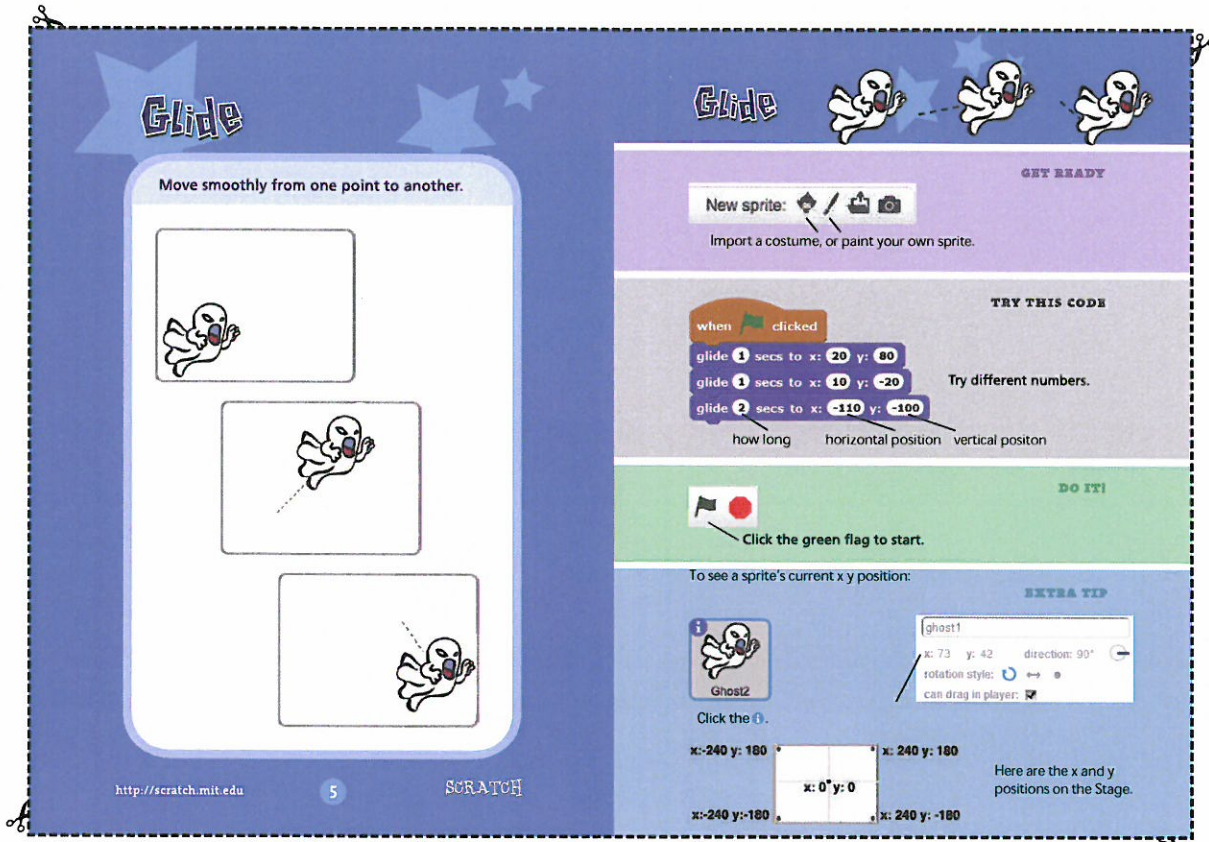 Glide
Move smoothly from one point to another.
http://scratch.mit.edu
5
SCRATCH
Glide
GET READY
New sprite:
Import a costume, or paint your own sprite.
TRY THIS CODE
when clicked
glide 1 secs to x: 20 y: 80
glide 1 secs to x: 10 y: -20
glide 2 secs to x: -110 y: -100
Try different numbers.
how long horizontal position vertical positon
DO IT!
Click the green flag to start.
To see a sprite's current x y position:
EXTRA TIP
i
Ghost2
ghost1
x: 73 y: 42 direction: 90°
rotation style:
can drag in player:
Click the i.
x:-240 y: 180 x: 240 y: 180
x: 0 y: 0
x:-240 y:-180 x: 240 y: -180
Here are the x and y
positions on the Stage.